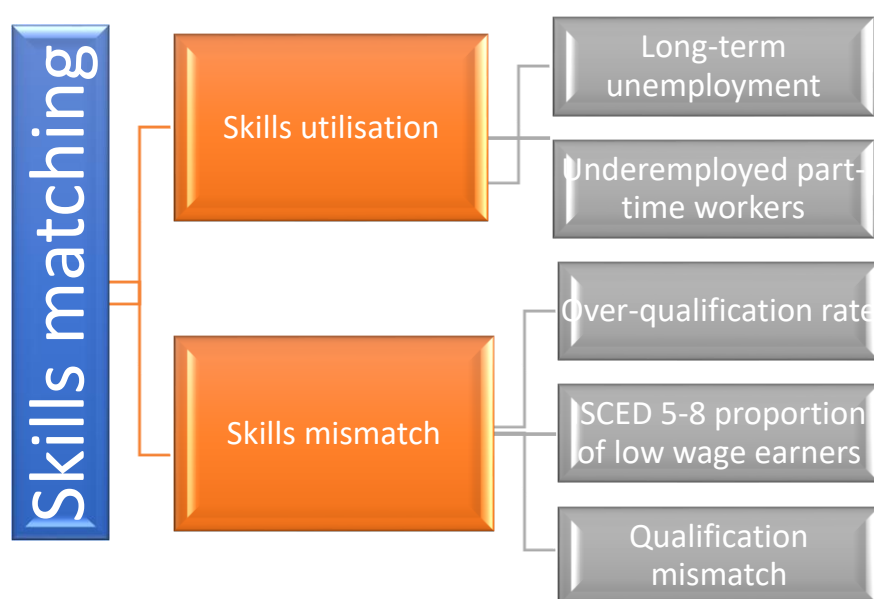 Skills matching
Skills utilisation
Long-term
unemployment
Underemployed part-
time workers
Skills mismatch
Over-qualification rate
SCED 5-8 proportion
of low wage earners
Qualification
mismatch